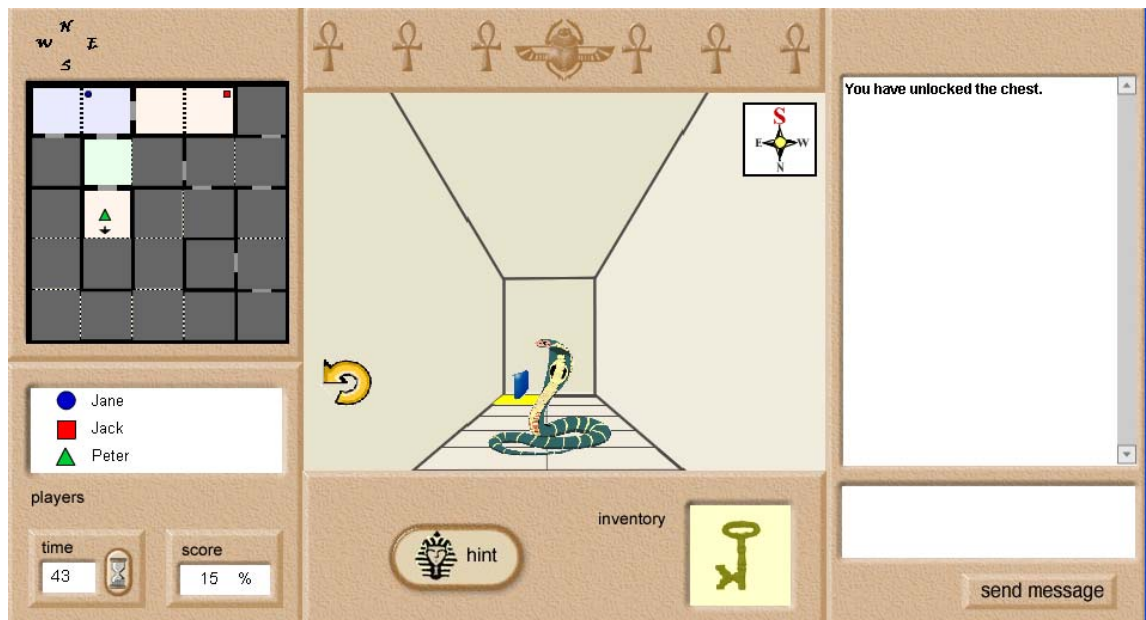 N
W E
S
S
E W
N
You have unlocked the chest.
Jane
Jack
Peter
players
time
43
score
15 %
hint
inventory
send message